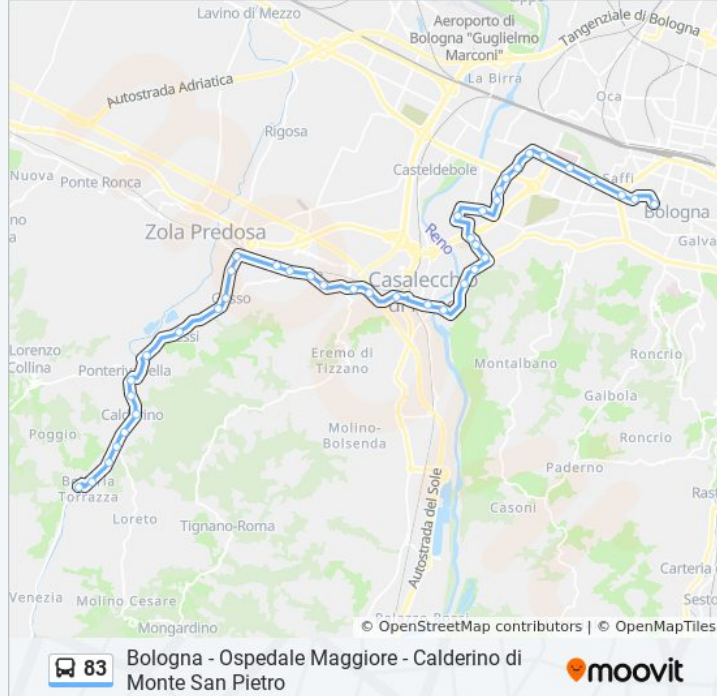 Lavino di Mezzo
Aeroporto di
Bologna "Guglielmo
Marconi"
Tangenziale di Bologna
La Birra
Autostrada Adriatica
Oca
Rigosa
Casteldebole
Saffi
Nuova
Ponte Ronca
Bologna
Zola Predosa
Reno
Galva
Casalecchio
Lorenzo
Collina
Eremo di
Tizzano
Montalbano
Roncrio
Gaibola
Poggio
Molino-
Bolsenda
Roncrio
Paderno
Torrazza
Loreto
Tignano-Roma
Autostrada del Sole
Casoni
Rast
Carteria
Venezia
Molino Cesare
Sesto
Mongardino
© OpenStreetMap contributors | © OpenMapTiles
83
Bologna - Ospedale Maggiore - Calderino di
Monte San Pietro
moovit